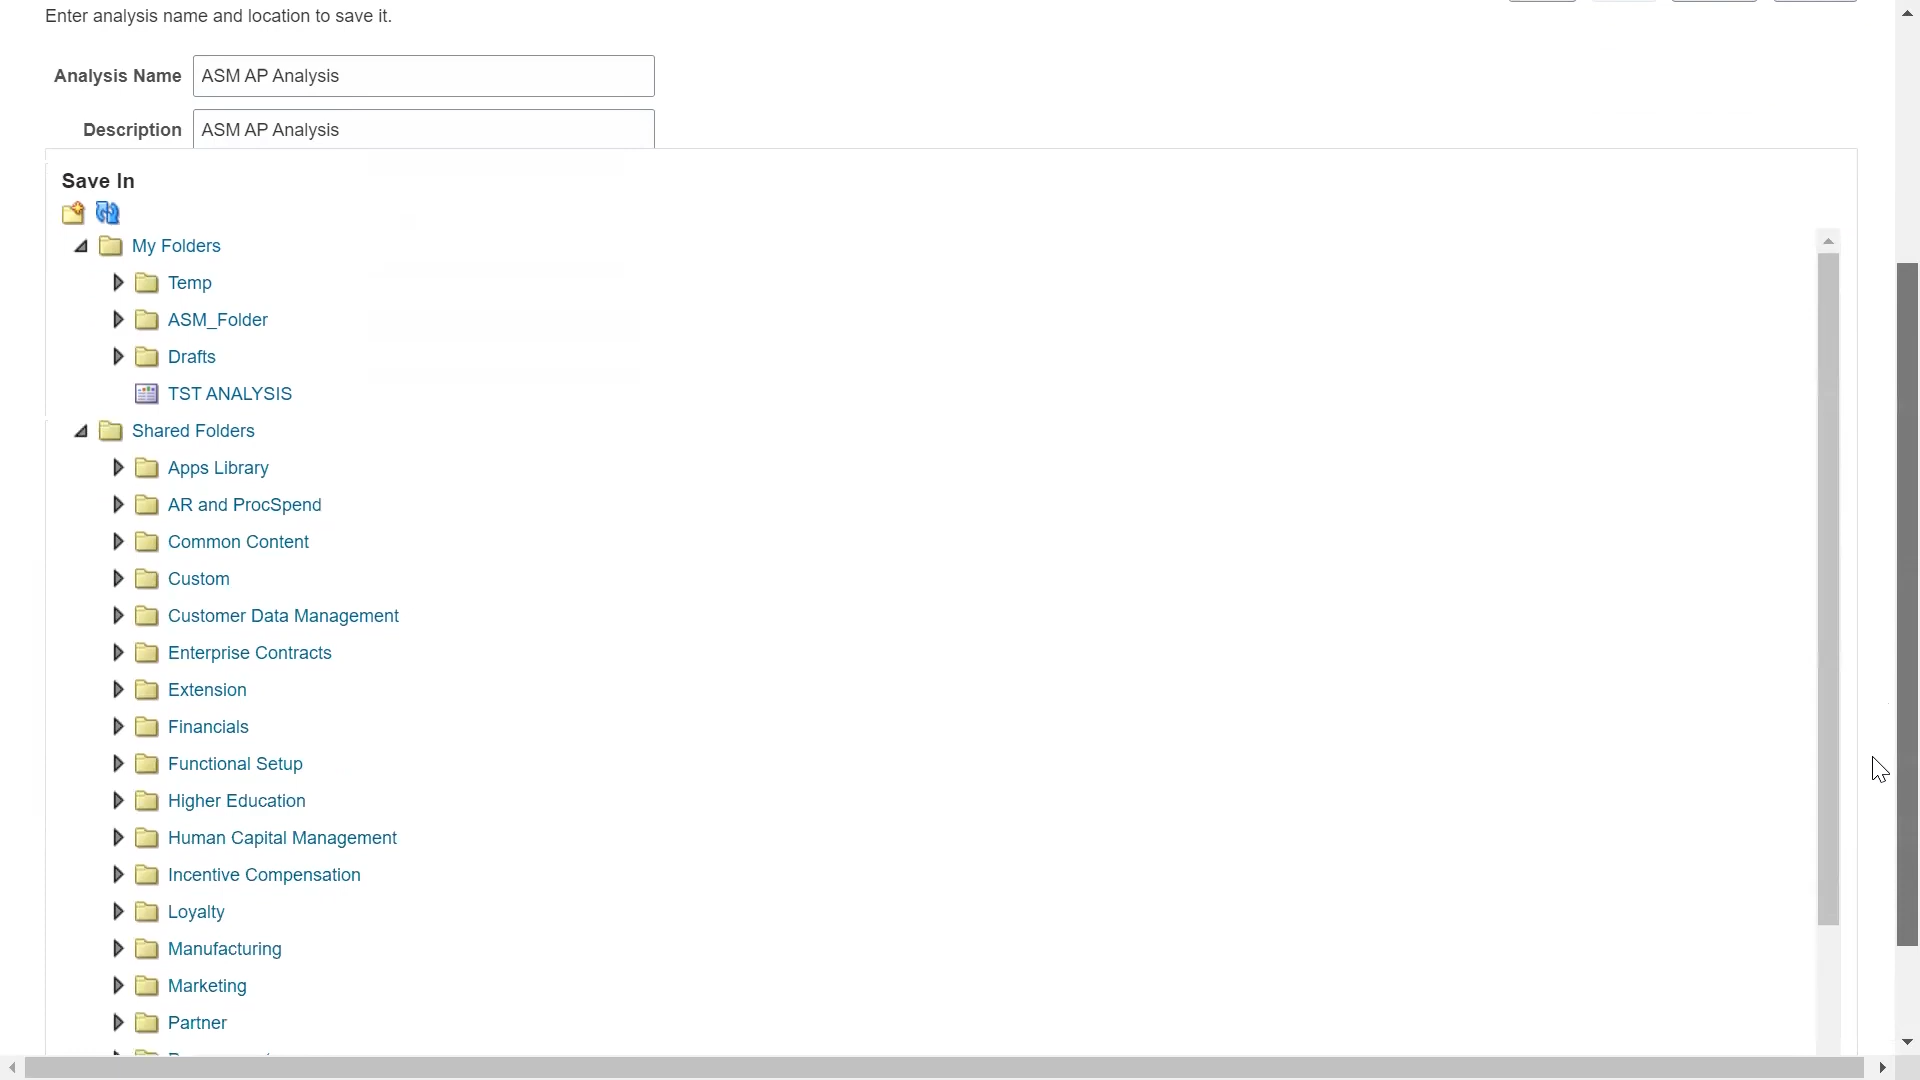 Enter analysis name and location to save it.
Analysis Name ASM AP Analysis
Description ASM AP Analysis
Save In
My Folders
Temp
ASM_Folder
Drafts
TST ANALYSIS
Shared Folders
Apps Library
AR and ProcSpend
Common Content
Custom
Customer Data Management
Enterprise Contracts
Extension
Financials
Functional Setup
Higher Education
Human Capital Management
Incentive Compensation
Loyalty
Manufacturing
Marketing
Partner